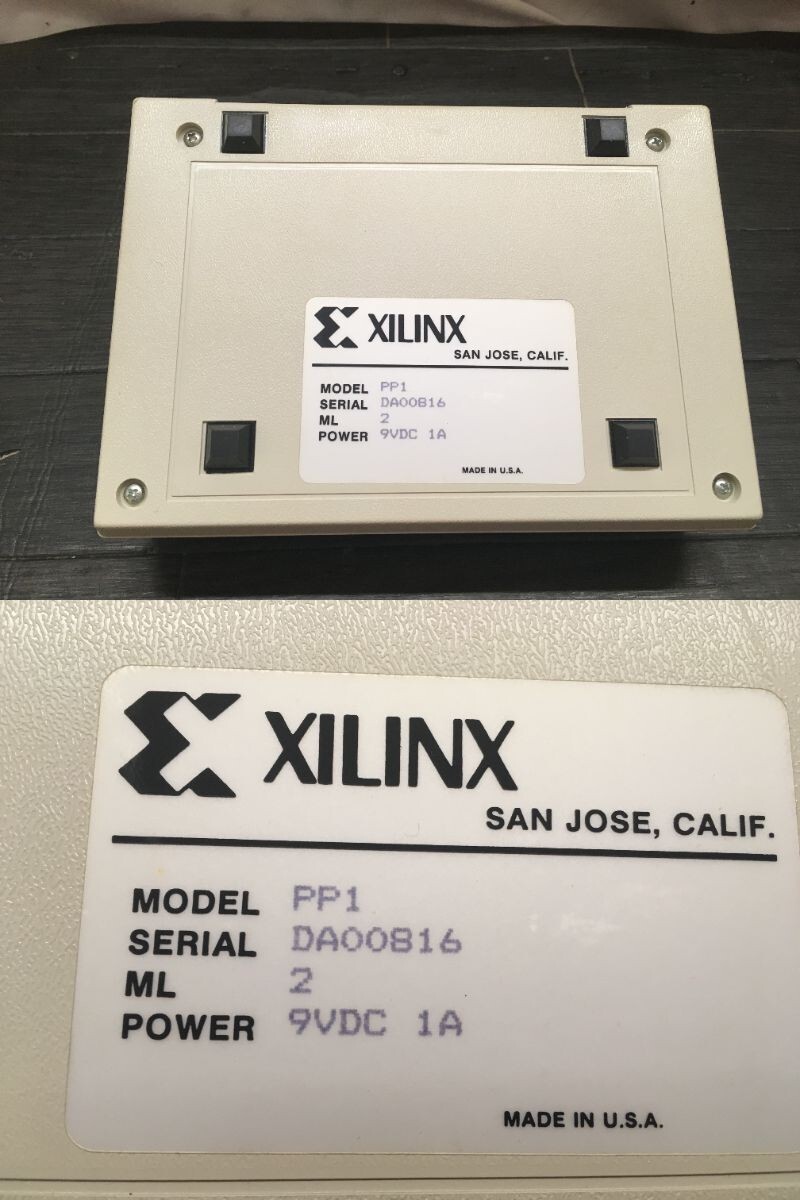 XILINX
SAN JOSE, CALIF.
MODEL PP1
SERIAL DA00816
ML 2
POWER 9VDC 1A
MADE IN U.S.A.
XILINX
SAN JOSE, CALIF.
MODEL PP1
SERIAL DA00816
ML 2
POWER 9VDC 1A
MADE IN U.S.A.